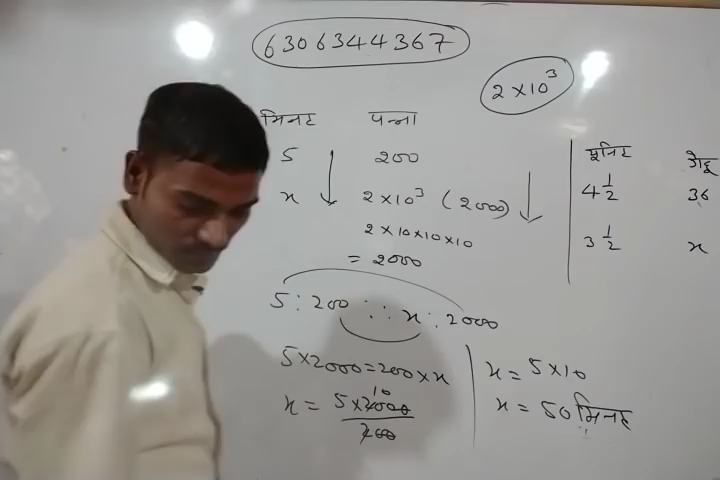 6306344367
2×10³
मिनट पन्ना
5 200
x 2×10³ (2000)
2×10×10×10
= 2000
5 : 200 :: x : 2000
5×2000=200×x
10
x = 5×2000
200
x = 5×10
x = 50 मिनट
यूनिट
4 1/2 36
3 1/2 x